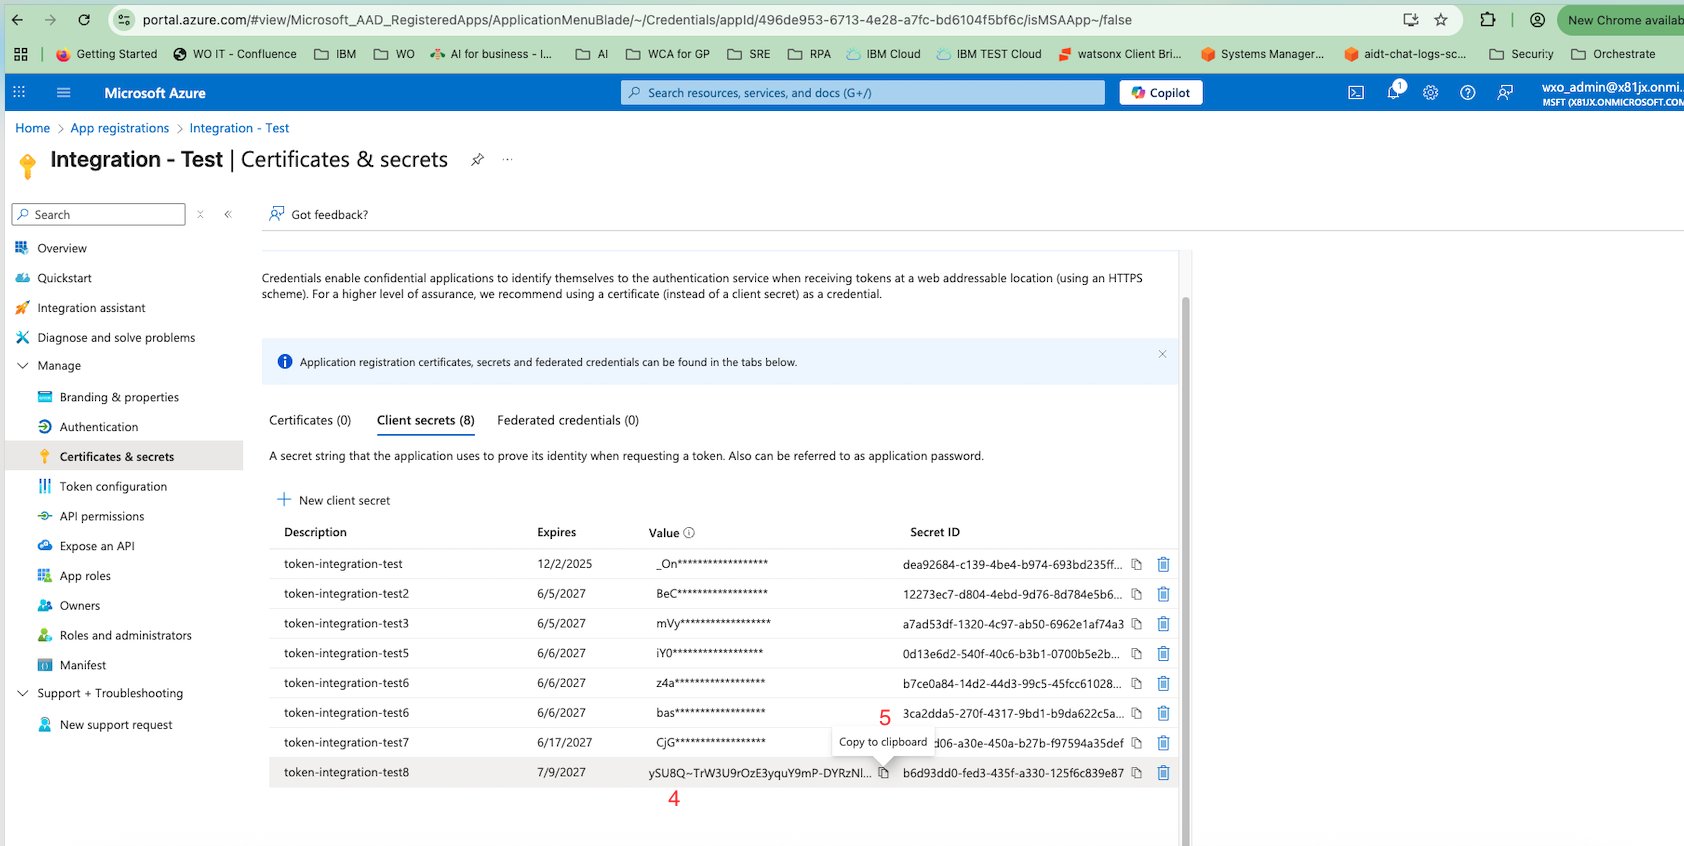 portal.azure.com/#view/Microsoft_AAD_RegisteredApps/ApplicationMenuBlade/~/Credentials/appId/496de953-6713-4e28-a7fc-bd6104f5bf6c/isMSAApp~/false
New Chrome availab
Getting Started WO IT - Confluence IBM WO AI for business - I... AI WCA for GP SRE RPA IBM Cloud IBM TEST Cloud watsonx Client Bri... Systems Manager... aidt-chat-logs-sc... Security Orchestrate
Microsoft Azure
Search resources, services, and docs (G+/)
Copilot
1
wxo_admin@x81jx.onmi...
MSFT (X81JX.ONMICROSOFT.COM
Home > App registrations > Integration - Test
Integration - Test | Certificates & secrets
Search
Got feedback?
Overview
Quickstart
Integration assistant
Diagnose and solve problems
Manage
Branding & properties
Authentication
Certificates & secrets
Token configuration
API permissions
Expose an API
App roles
Owners
Roles and administrators
Manifest
Support + Troubleshooting
New support request
Credentials enable confidential applications to identify themselves to the authentication service when receiving tokens at a web addressable location (using an HTTPS
scheme). For a higher level of assurance, we recommend using a certificate (instead of a client secret) as a credential.
Application registration certificates, secrets and federated credentials can be found in the tabs below.
Certificates (0) Client secrets (8) Federated credentials (0)
A secret string that the application uses to prove its identity when requesting a token. Also can be referred to as application password.
New client secret
Description Expires Value Secret ID
token-integration-test 12/2/2025 _On****************** dea92684-c139-4be4-b974-693bd235ff...
token-integration-test2 6/5/2027 BeC****************** 12273ec7-d804-4ebd-9d76-8d784e5b6...
token-integration-test3 6/5/2027 mVy****************** a7ad53df-1320-4c97-ab50-6962e1af74a3
token-integration-test5 6/6/2027 iY0****************** 0d13e6d2-540f-40c6-b3b1-0700b5e2b...
token-integration-test6 6/6/2027 z4a****************** b7ce0a84-14d2-44d3-99c5-45fcc61028...
token-integration-test6 6/6/2027 bas****************** 3ca2dda5-270f-4317-9bd1-b9da622c5a...
5
token-integration-test7 6/17/2027 CjG****************** Copy to clipboard d06-a30e-450a-b27b-f97594a35def
token-integration-test8 7/9/2027 ySU8Q~TrW3U9rOzE3yquY9mP-DYRzNl... b6d93dd0-fed3-435f-a330-125f6c839e87
4